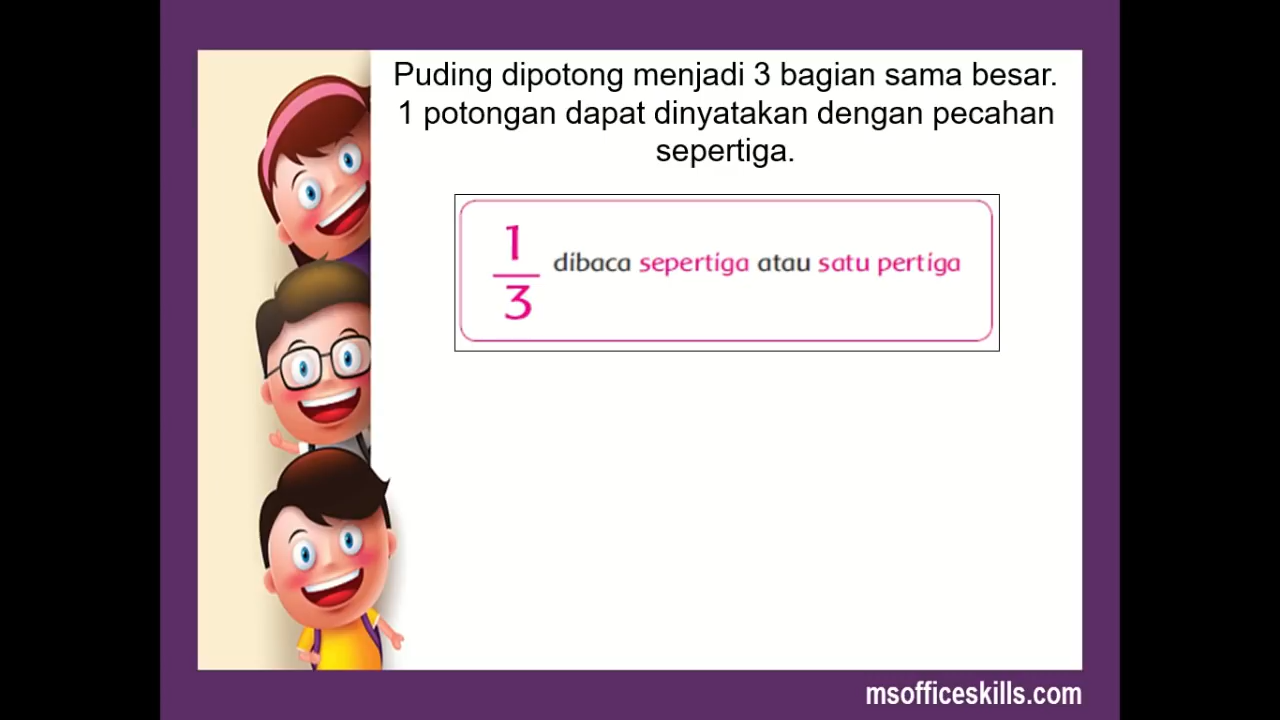 Puding dipotong menjadi 3 bagian sama besar.
1 potongan dapat dinyatakan dengan pecahan
sepertiga.
1
3
dibaca sepertiga atau satu pertiga
msofficeskills.com